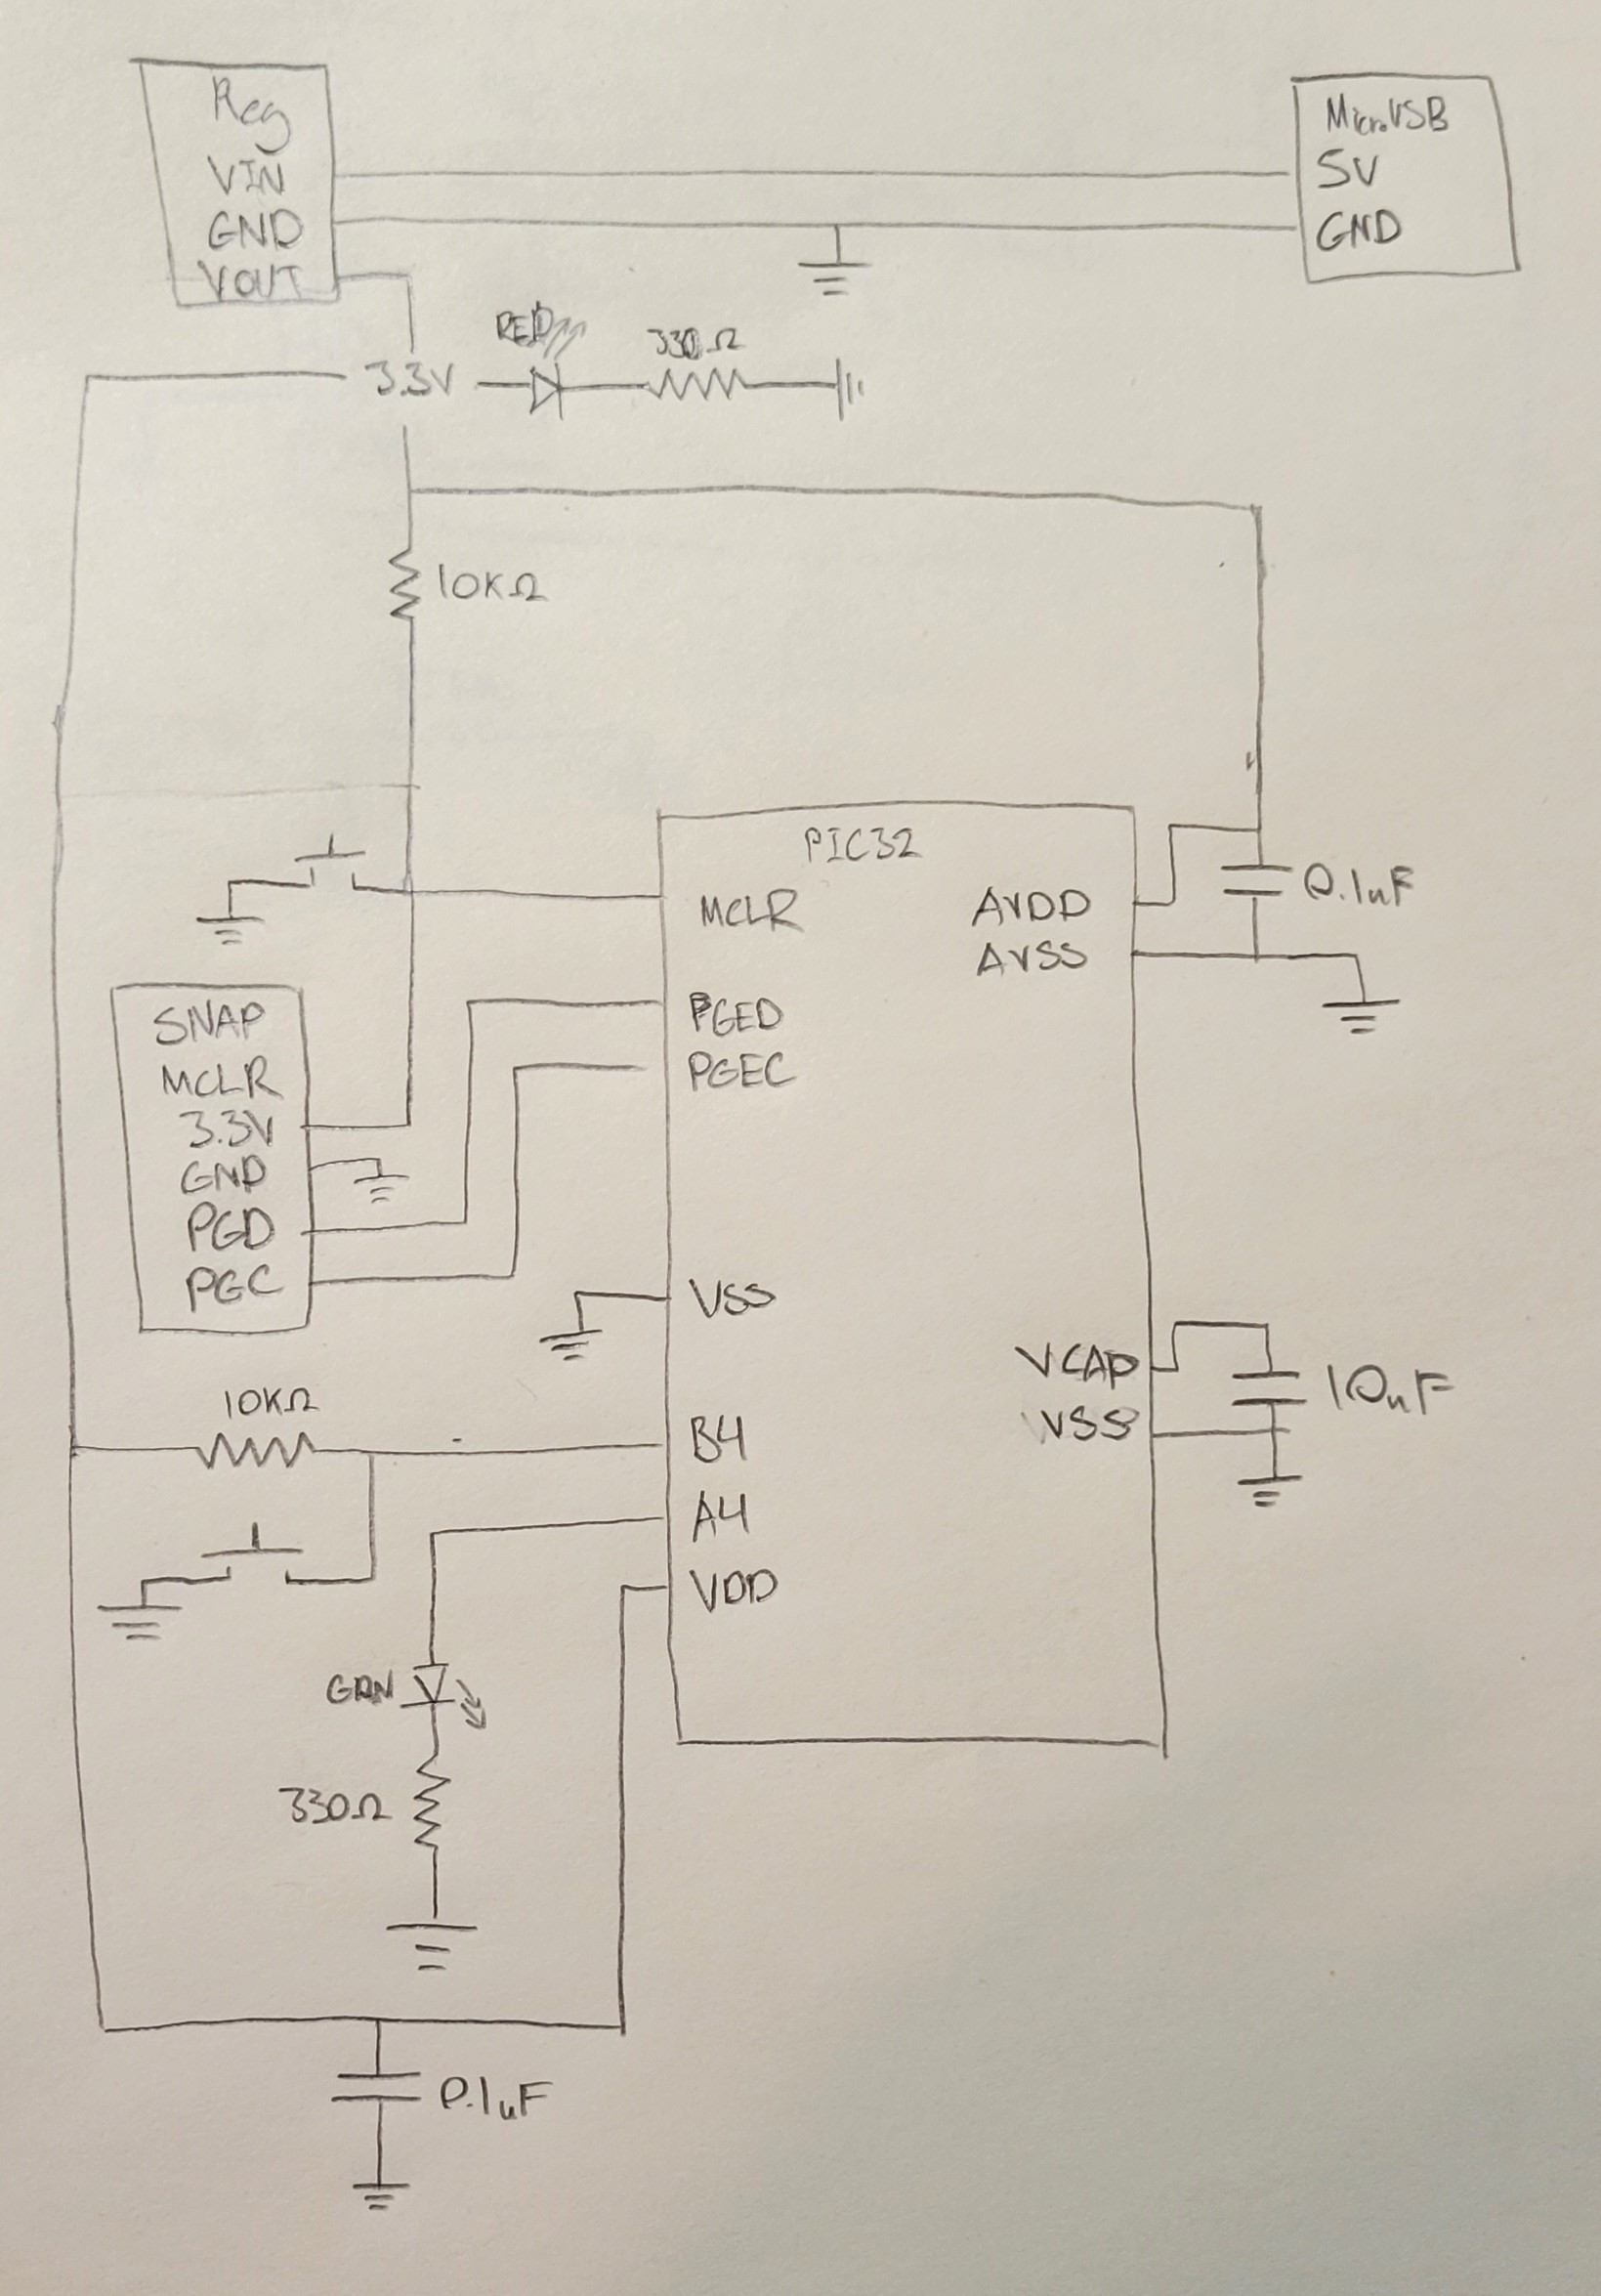 Reg
VIN
GND
VOUT
MicroUSB
5V
GND
RED
330Ω
3.3V
10KΩ
PIC32
MCLR
AVDD
AVSS
0.1uF
PGED
PGEC
SNAP
MCLR
3.3V
GND
PGD
PGC
VSS
VCAP
VSS
10uF
10KΩ
B4
A4
VDD
GRN
330Ω
0.1uF